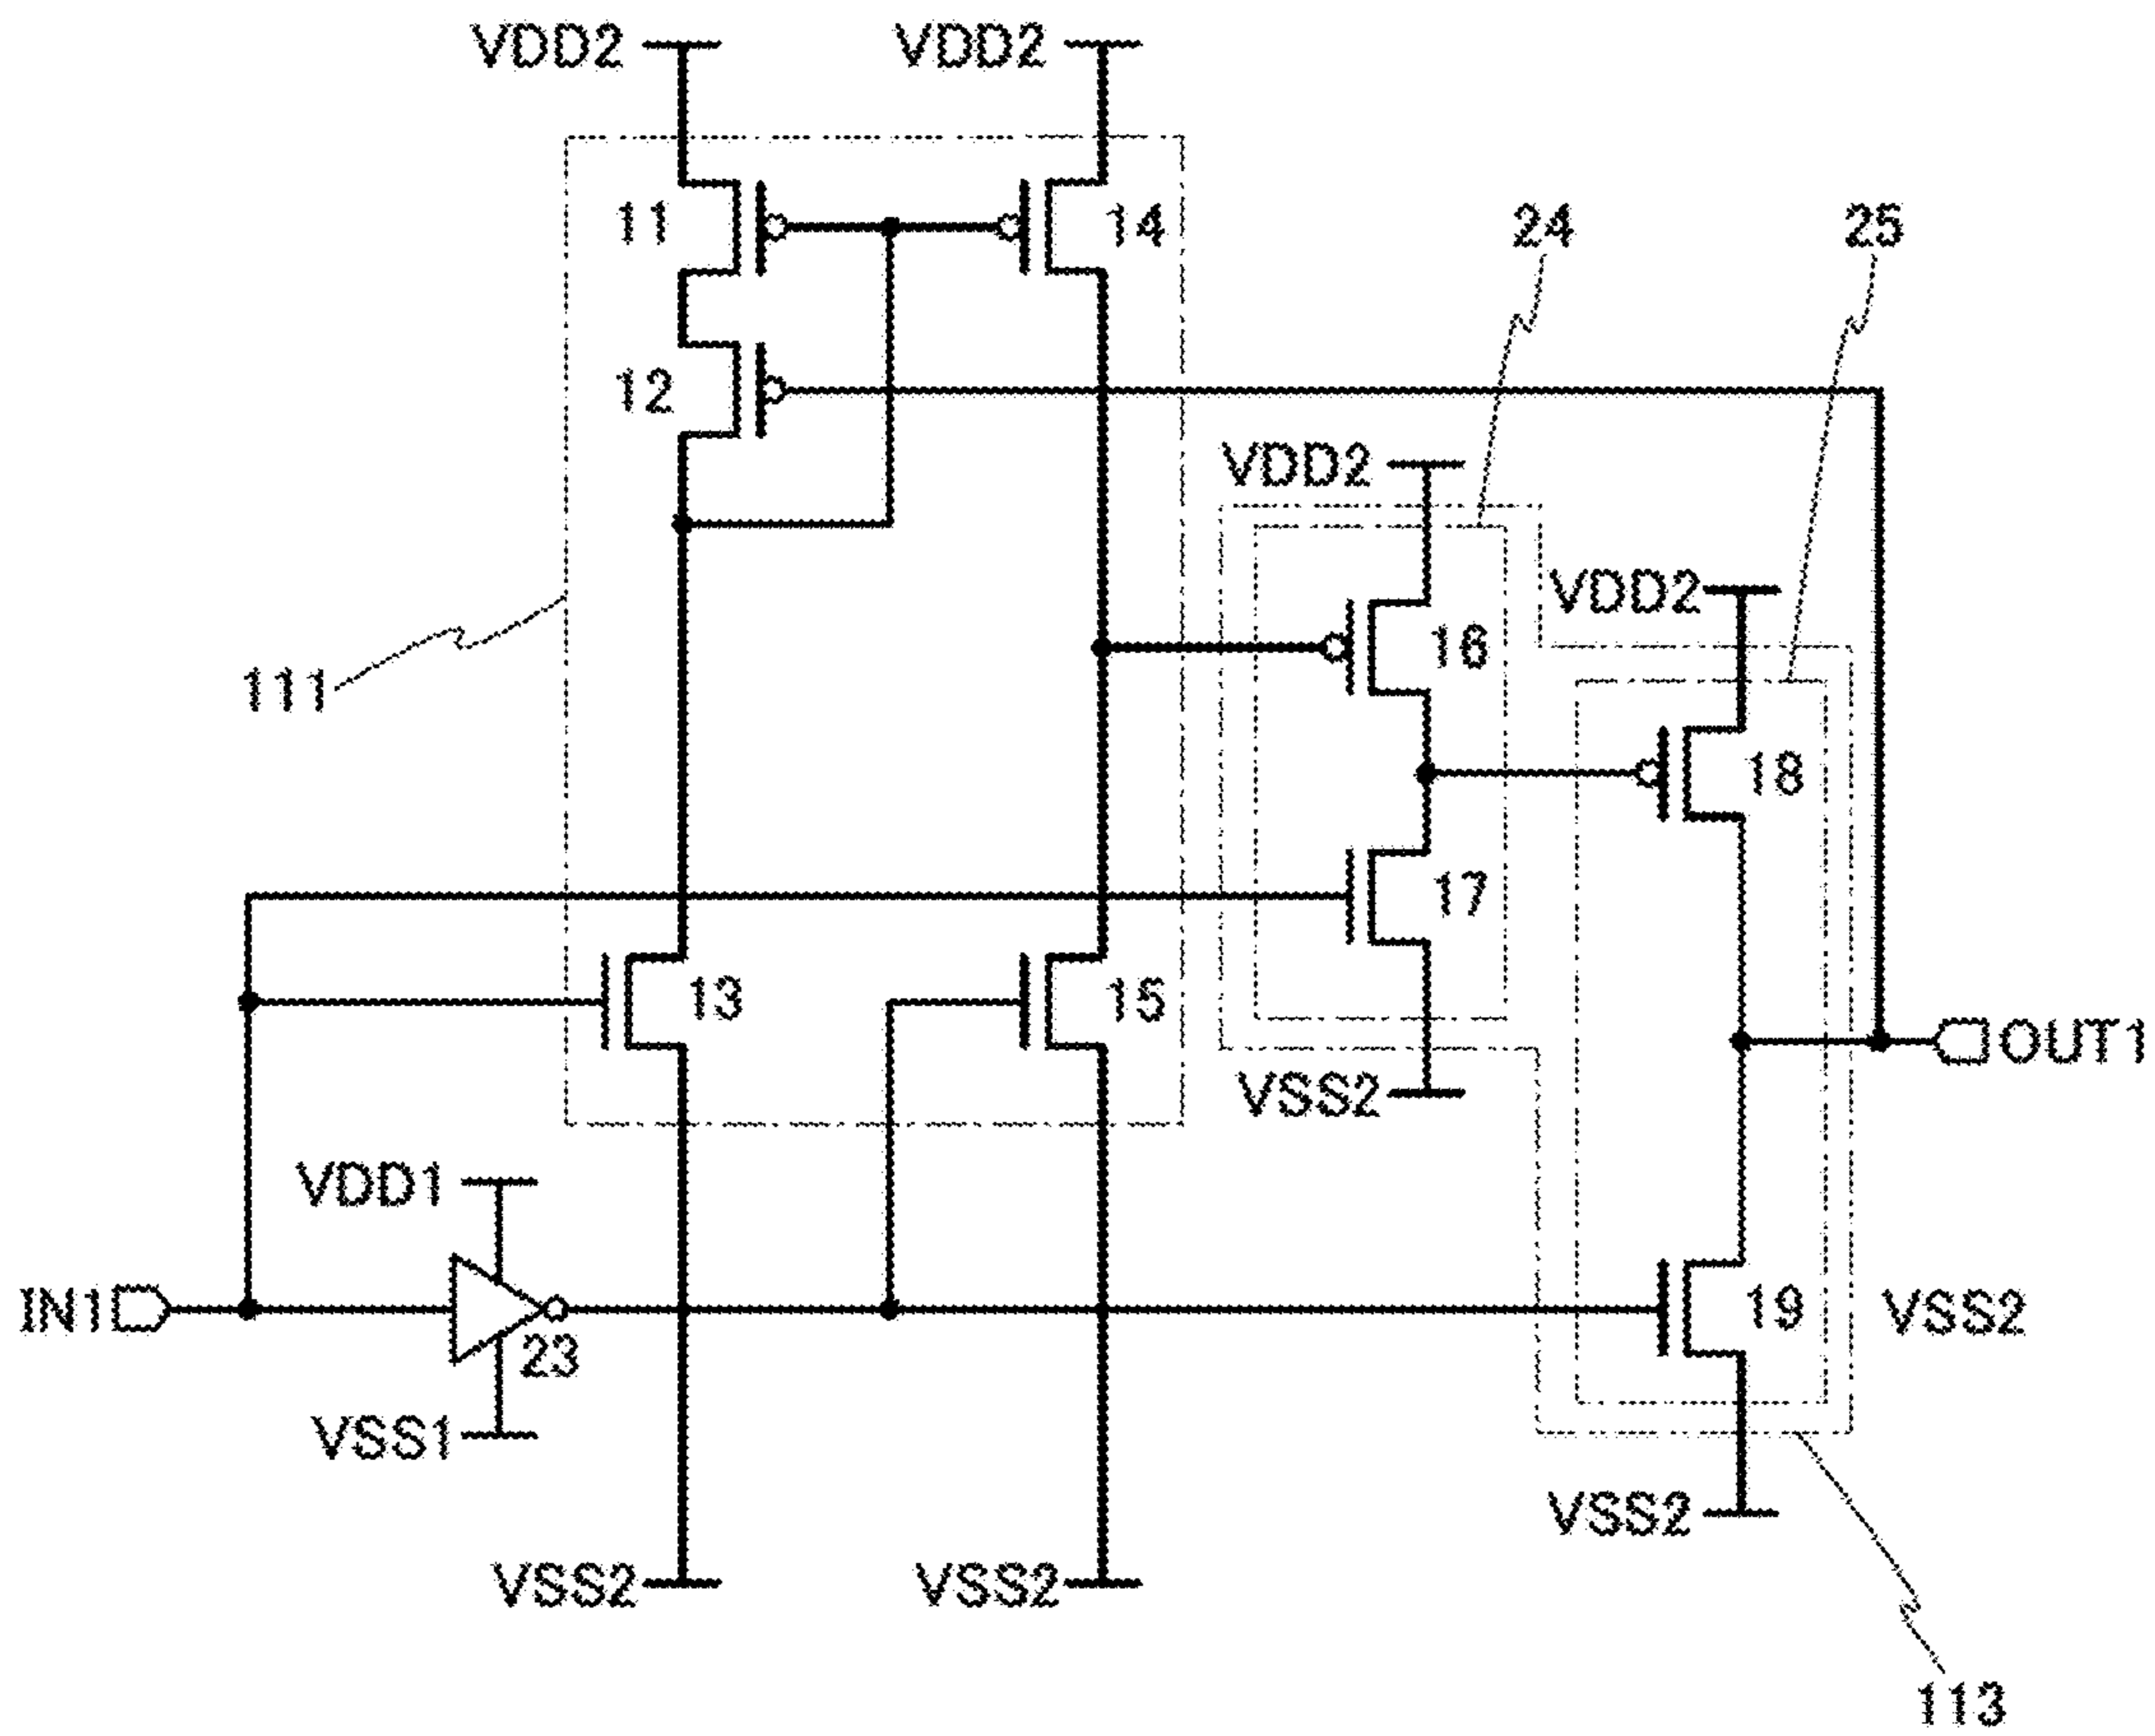 VDD2 VDD2
11 14 24 25
12
VDD2
VDD2
16
111
18
17
13 15
OUT1
VSS2
VDD1
IN1 23 19 VSS2
VSS1
VSS2
VSS2 VSS2
113